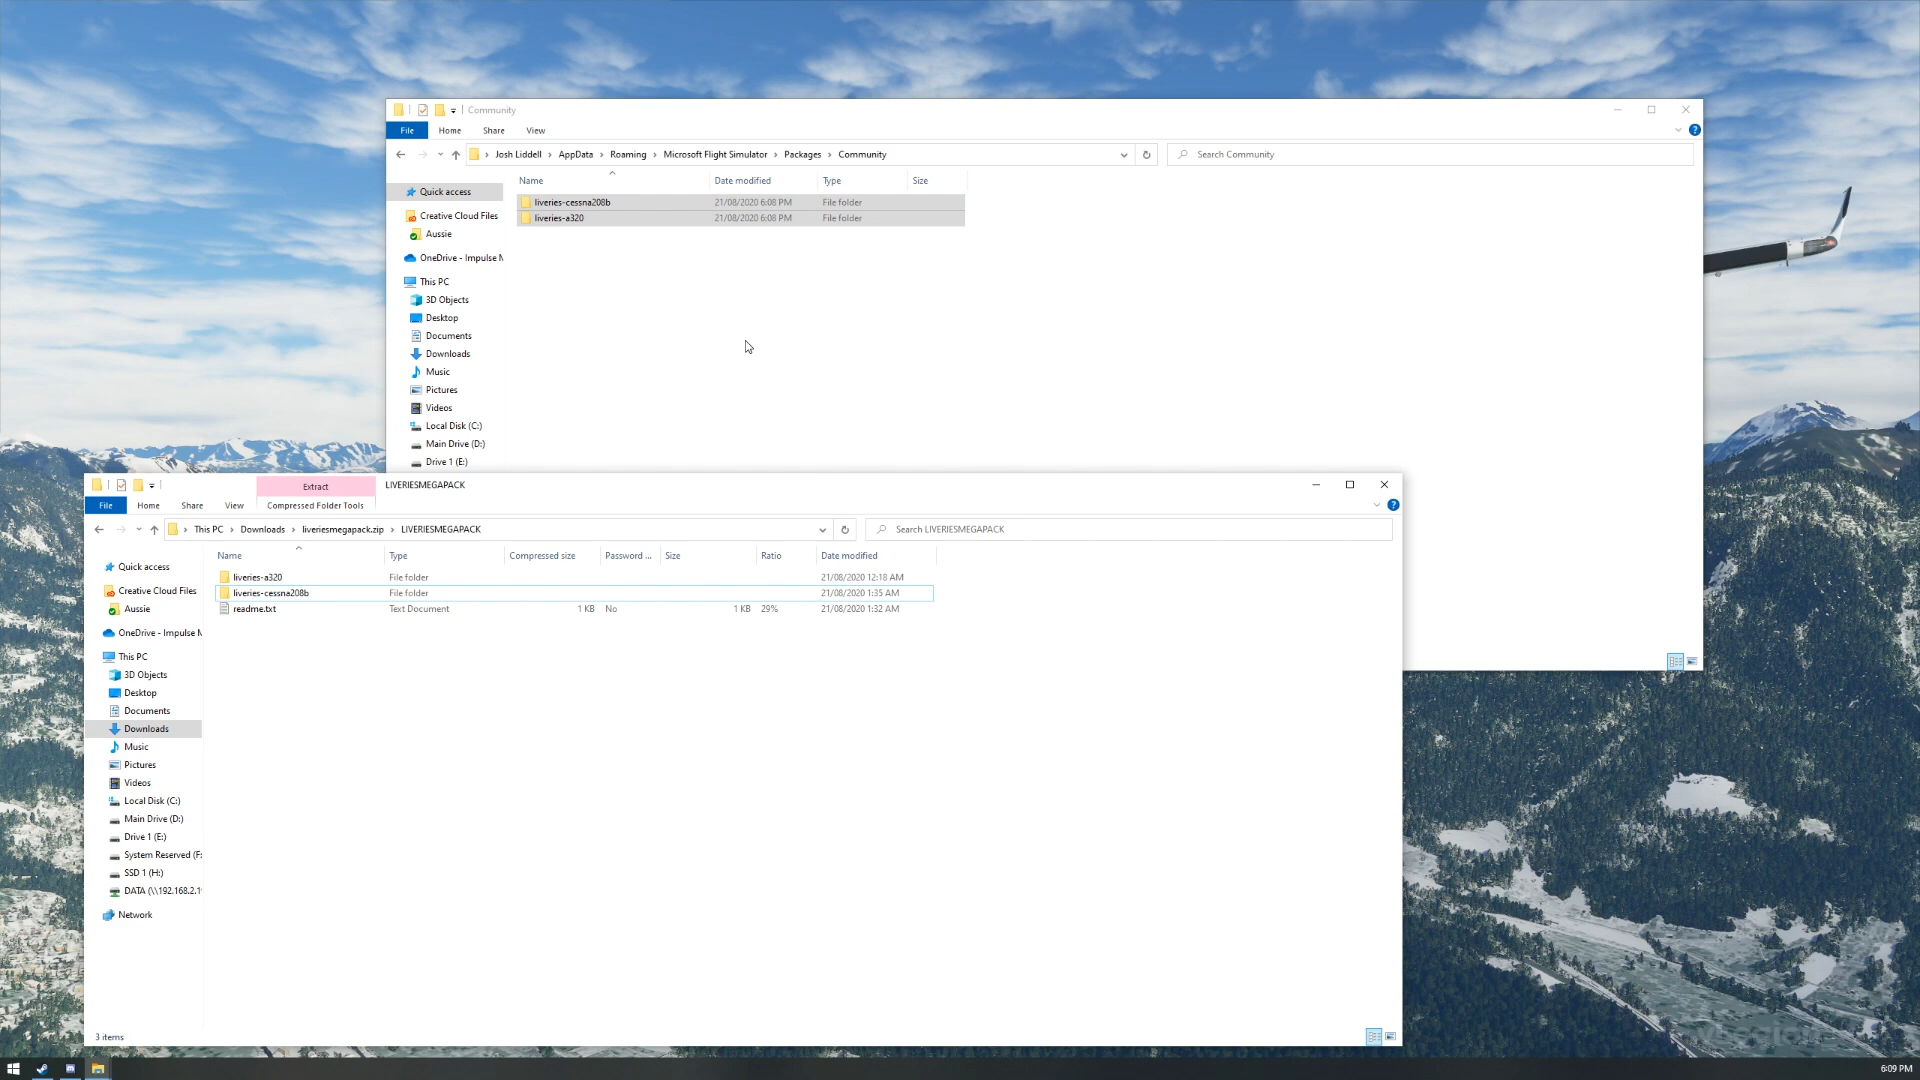 Community
File Home Share View
Josh Liddell AppData Roaming Microsoft Flight Simulator Packages Community
Search Community
Name Date modified Type Size
liveries-cessna208b 21/08/2020 6:08 PM File folder
liveries-a320 21/08/2020 6:08 PM File folder
Quick access
Creative Cloud Files
Aussie
OneDrive - Impulse
This PC
3D Objects
Desktop
Documents
Downloads
Music
Pictures
Videos
Local Disk (C:)
Main Drive (D:)
Drive 1 (E:)
Extract LIVERIESMEGAPACK
File Home Share View Compressed Folder Tools
This PC Downloads liveriesmegapack.zip LIVERIESMEGAPACK
Search LIVERIESMEGAPACK
Name Type Compressed size Password ... Size Ratio Date modified
liveries-a320 File folder 21/08/2020 12:18 AM
liveries-cessna208b File folder 21/08/2020 1:35 AM
readme.txt Text Document 1 KB No 1 KB 29% 21/08/2020 1:32 AM
Quick access
Creative Cloud Files
Aussie
OneDrive - Impulse
This PC
3D Objects
Desktop
Documents
Downloads
Music
Pictures
Videos
Local Disk (C:)
Main Drive (D:)
Drive 1 (E:)
System Reserved (F:
SSD 1 (H:)
DATA (\\192.168.2.1
Network
3 items
6:09 PM